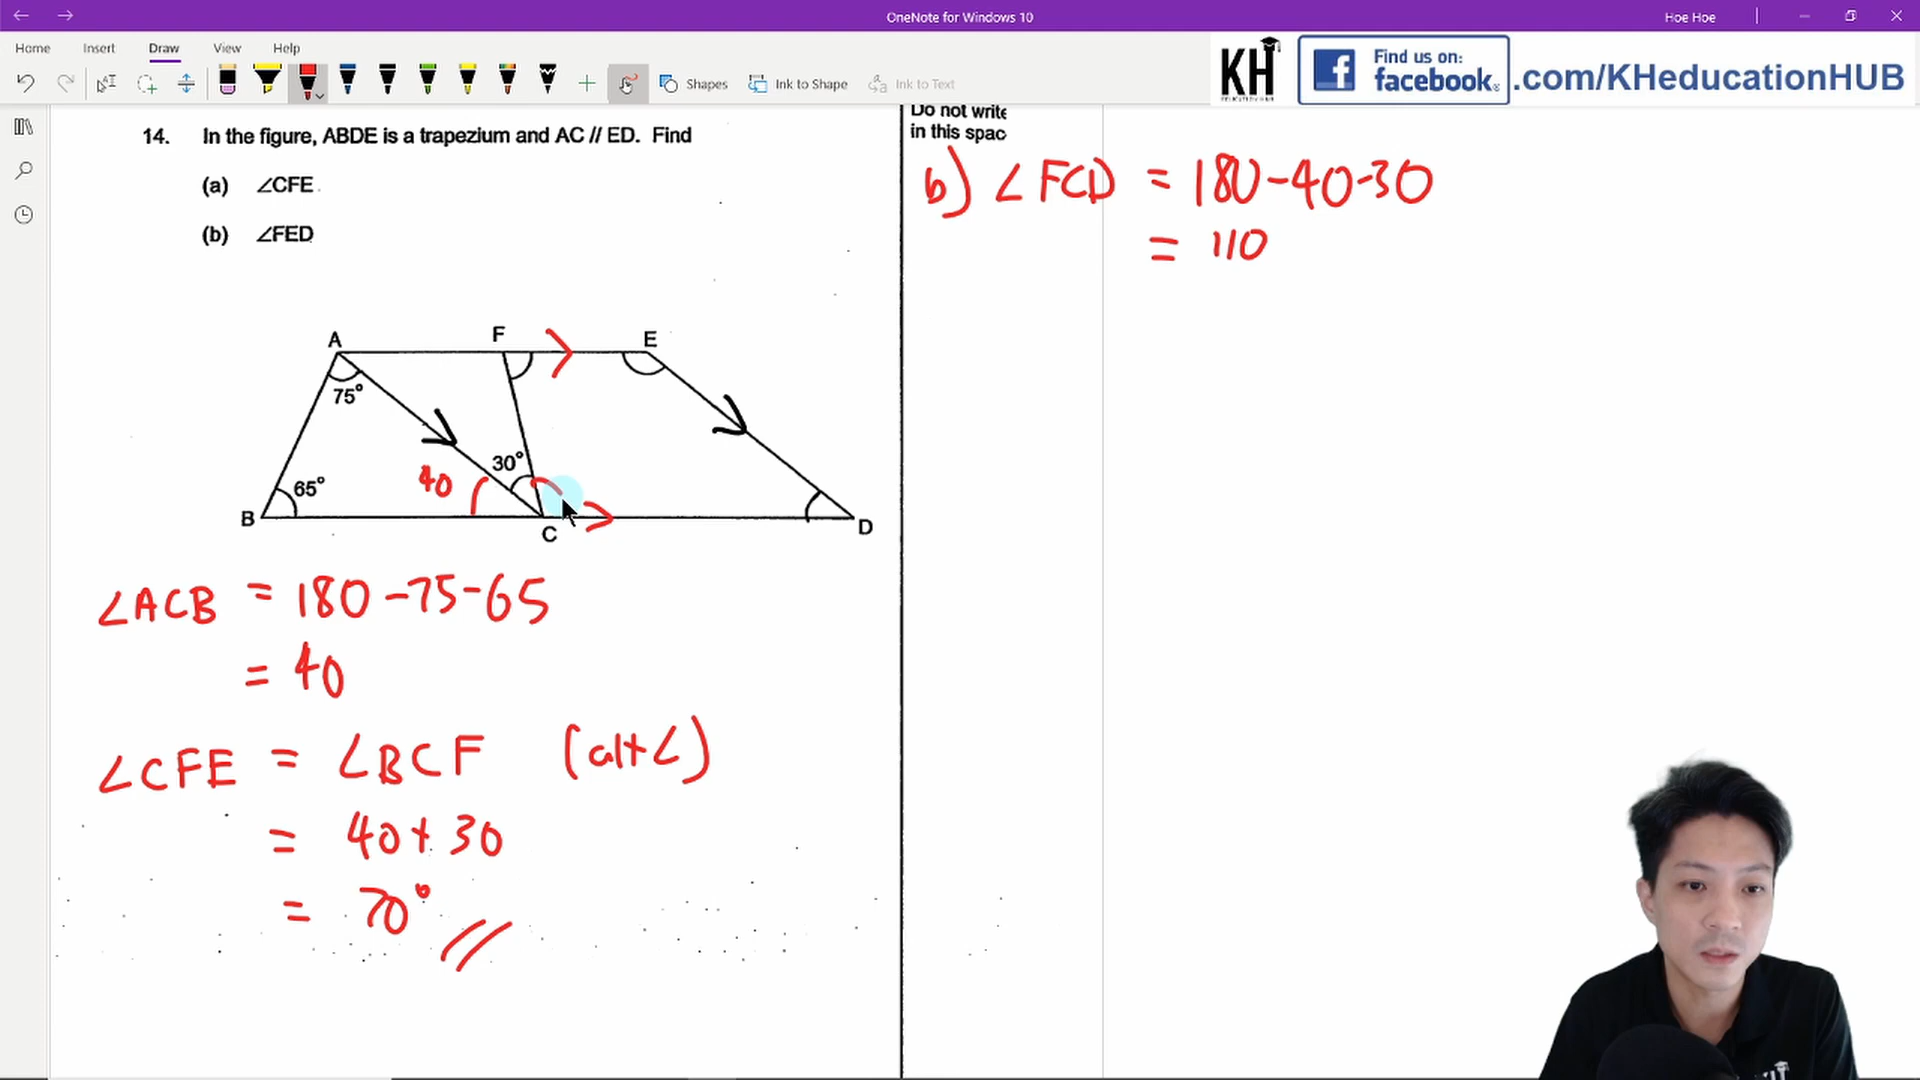 OneNote for Windows 10
Hoe Hoe
Home Insert Draw View Help
Shapes
Ink to Shape
Ink to Text
KH
EDUCATION HUB
Find us on:
facebook.
.com/KHeducationHUB
14. In the figure, ABDE is a trapezium and AC // ED. Find
(a) ∠CFE
(b) ∠FED
Do not write
in this spac
b) ∠FCD = 180-40-30
= 110
A F E
75°
40 30°
65°
B C D
∠ACB = 180-75-65
= 40
∠CFE = ∠BCF (alt∠)
= 40+30
= 70°